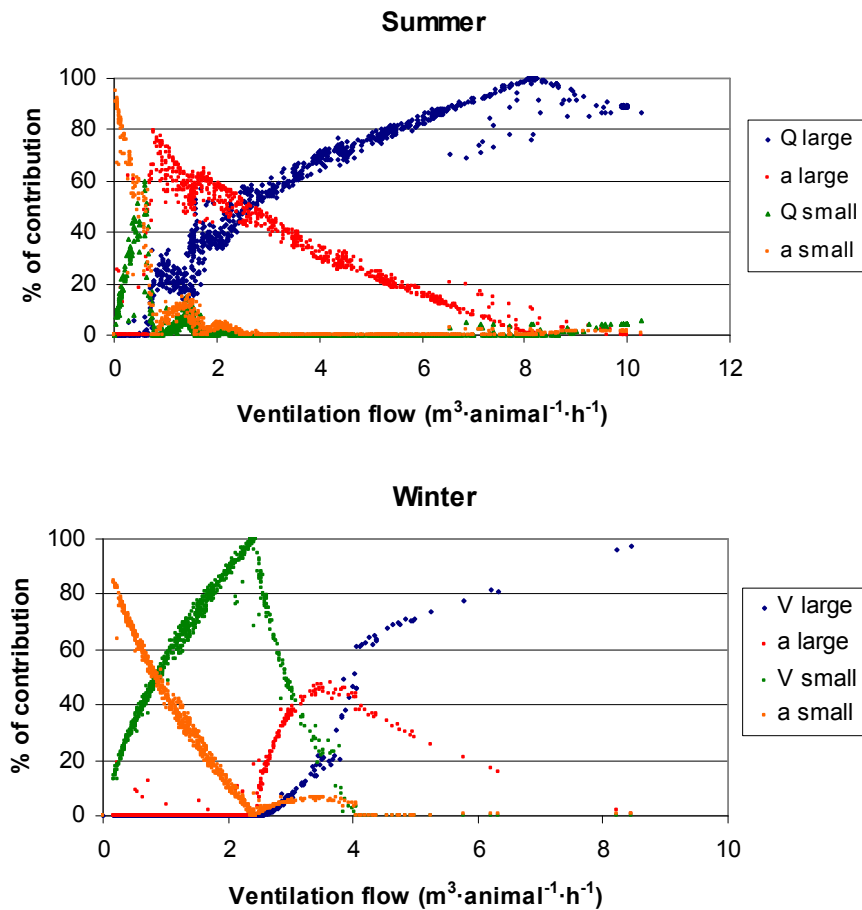 Summer
% of contribution
100
80
60
40
20
0
0 2 4 6 8 10 12
Ventilation flow (m³·animal⁻¹·h⁻¹)
Q large
a large
Q small
a small
Winter
% of contribution
100
80
60
40
20
0
0 2 4 6 8 10
Ventilation flow (m³·animal⁻¹·h⁻¹)
V large
a large
V small
a small